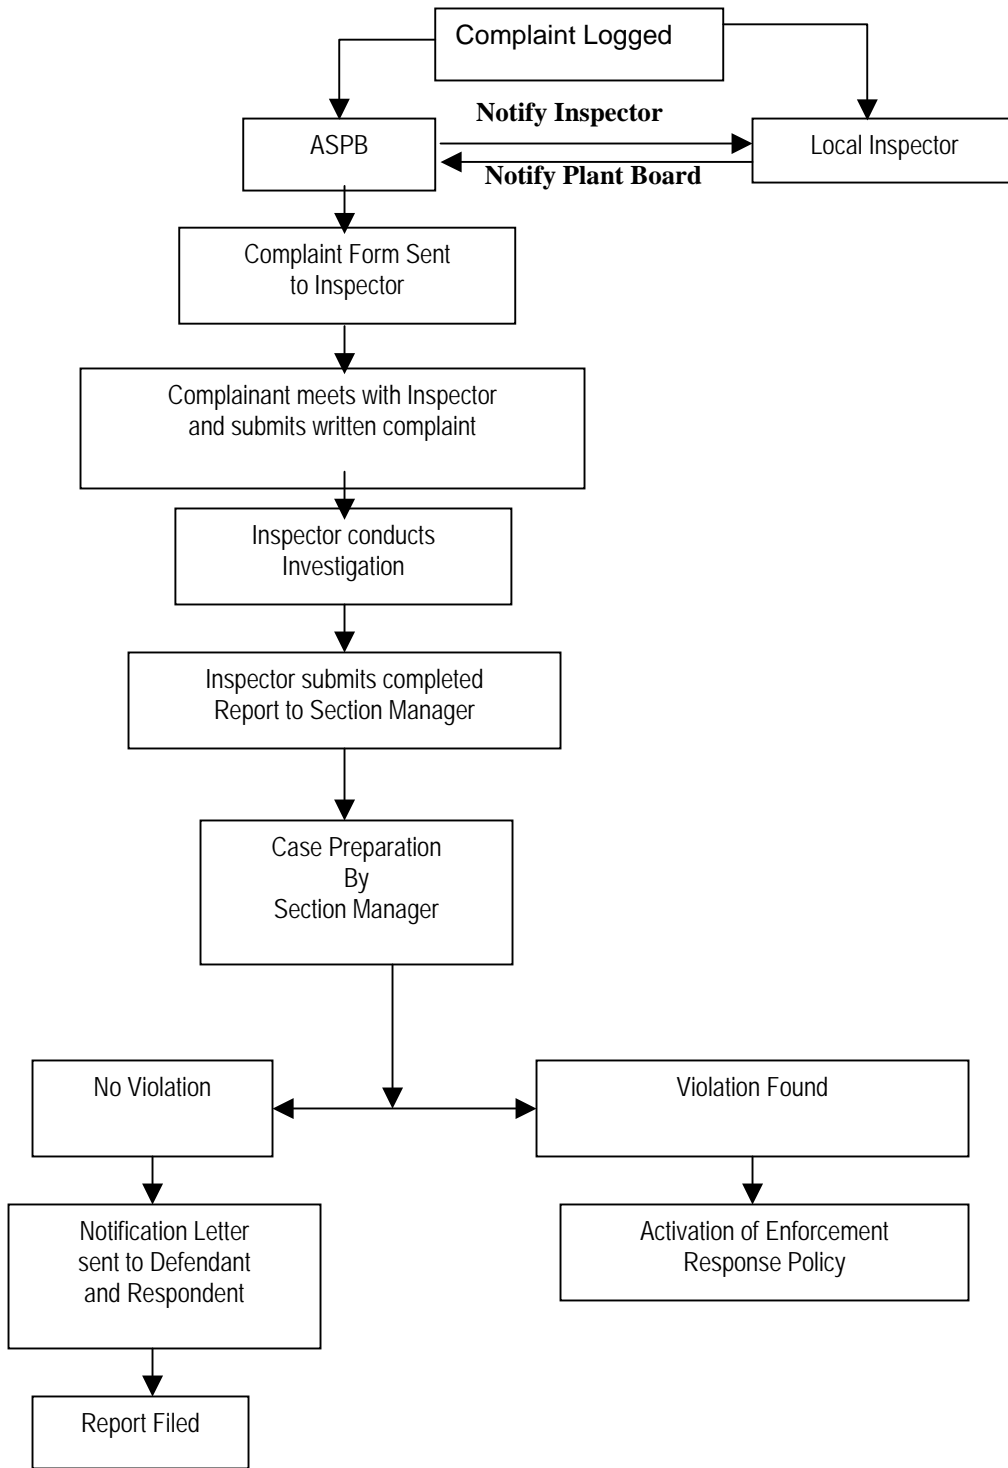 Complaint Logged
Notify Inspector
ASPB
Local Inspector
Notify Plant Board
Complaint Form Sent
to Inspector
Complainant meets with Inspector
and submits written complaint
Inspector conducts
Investigation
Inspector submits completed
Report to Section Manager
Case Preparation
By
Section Manager
No Violation
Violation Found
Notification Letter
sent to Defendant
and Respondent
Activation of Enforcement
Response Policy
Report Filed